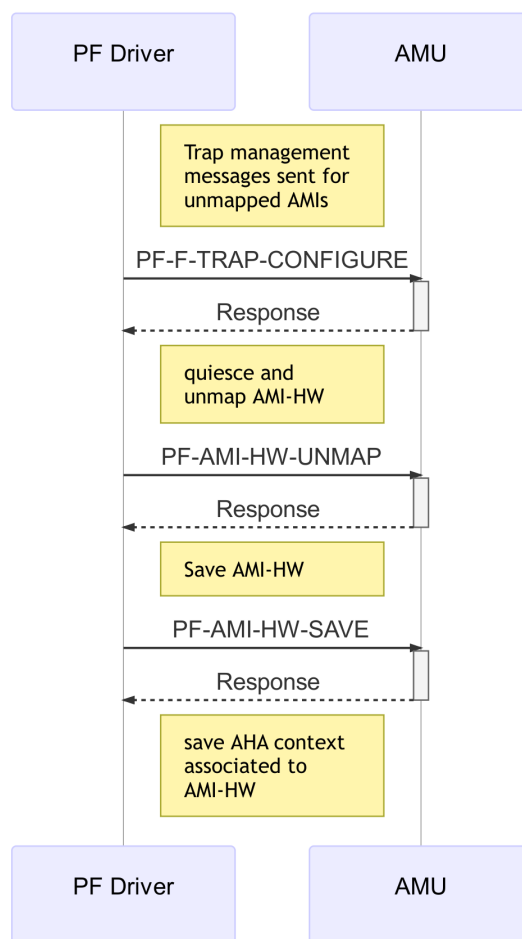 PF Driver
AMU
Trap management
messages sent for
unmapped AMIs
PF-F-TRAP-CONFIGURE
Response
quiesce and
unmap AMI-HW
PF-AMI-HW-UNMAP
Response
Save AMI-HW
PF-AMI-HW-SAVE
Response
save AHA context
associated to
AMI-HW
PF Driver
AMU